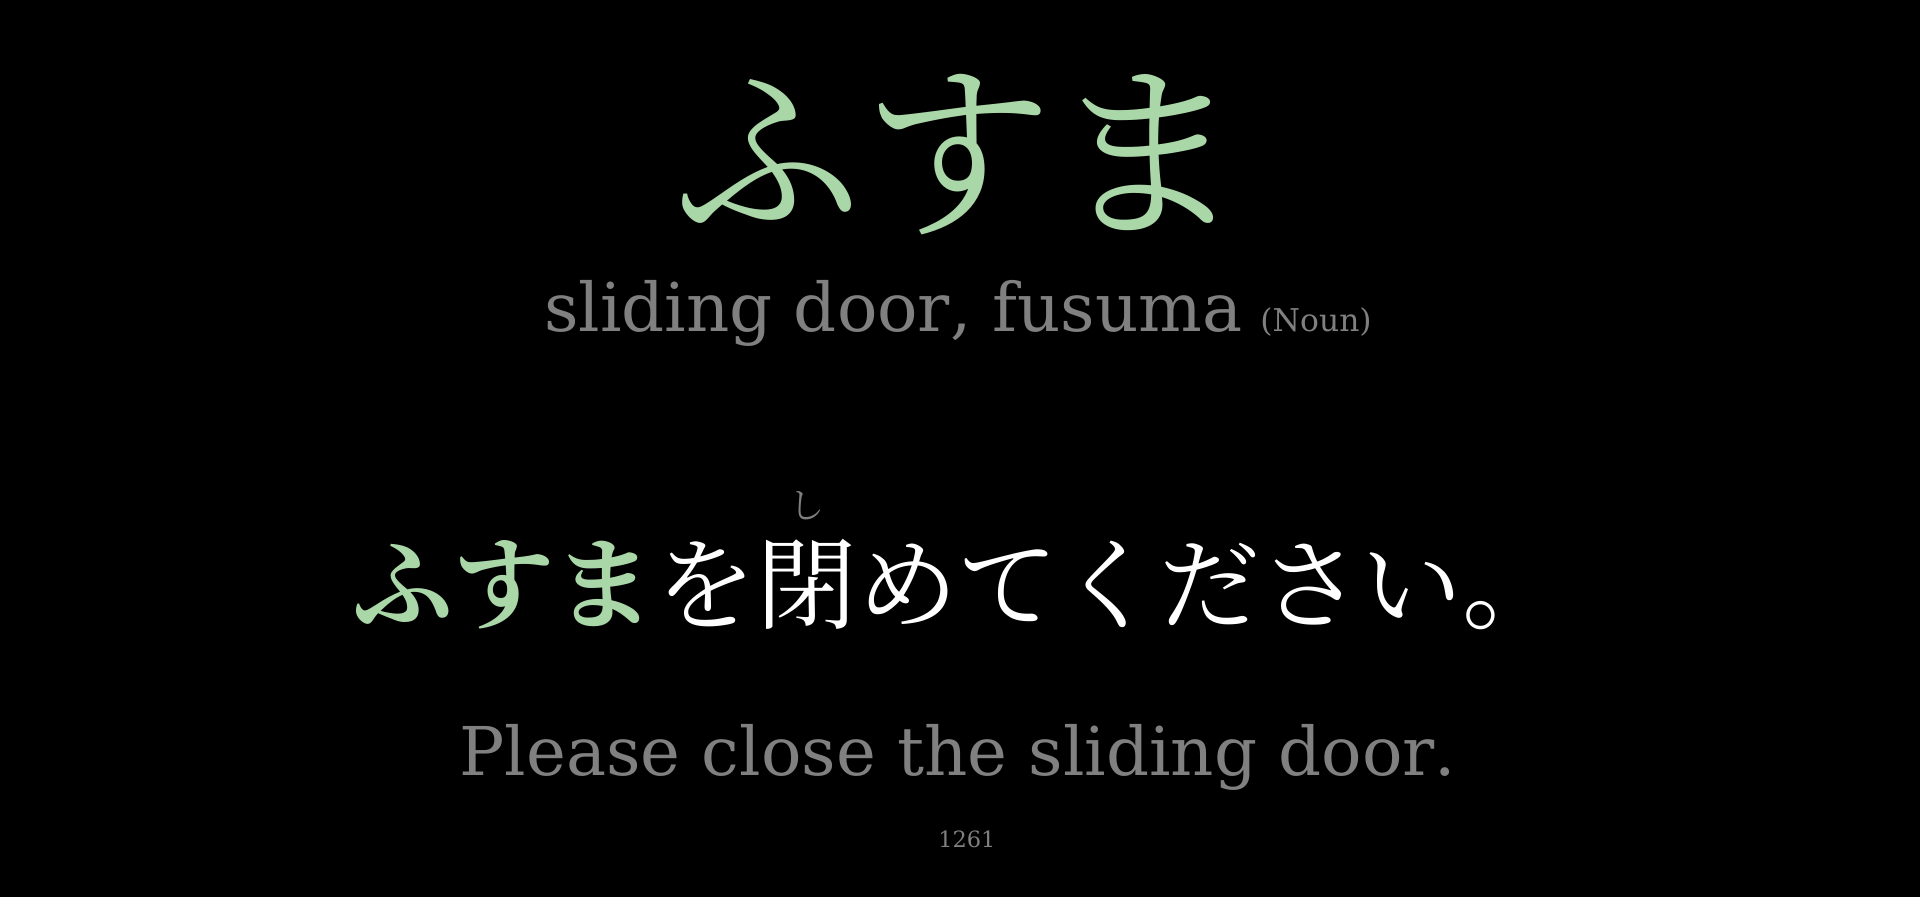 ふすま
sliding door, fusuma (Noun)
し
ふすまを閉めてください。
Please close the sliding door.
1261